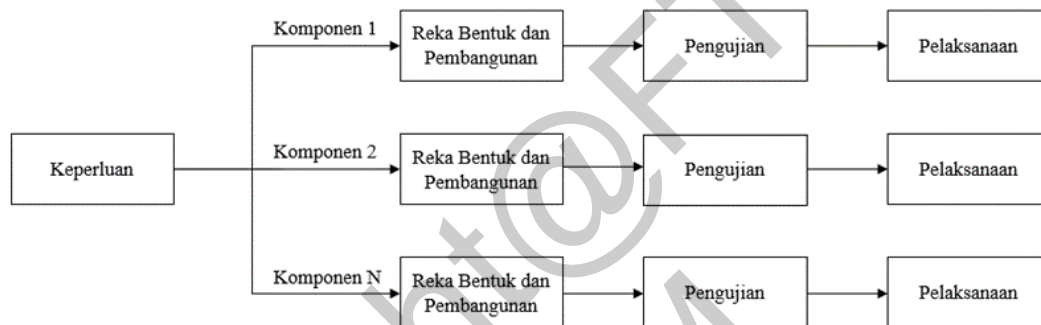 Komponen 1
Reka Bentuk dan
Pembangunan
Pengujian
Pelaksanaan
Keperluan
Komponen 2
Reka Bentuk dan
Pembangunan
Pengujian
Pelaksanaan
Komponen N
Reka Bentuk dan
Pembangunan
Pengujian
Pelaksanaan